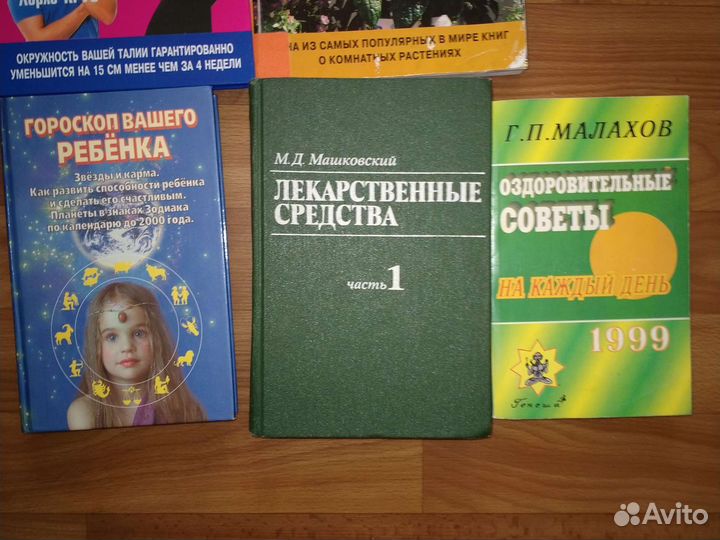 ОКРУЖНОСТЬ ВАШЕЙ ТАЛИИ ГАРАНТИРОВАННО
УМЕНЬШИТСЯ НА 15 СМ МЕНЕЕ ЧЕМ ЗА 4 НЕДЕЛИ
НА ИЗ САМЫХ ПОПУЛЯРНЫХ В МИРЕ КНИГ
О КОМНАТНЫХ РАСТЕНИЯХ
ГОРОСКОП ВАШЕГО
РЕБЁНКА
Звёзды и карма.
Как развить способности ребёнка
и сделать его счастливым.
Планеты в знаках Зодиака
по календарю до 2000 года.
М.Д. Машковский
ЛЕКАРСТВЕННЫЕ
СРЕДСТВА
часть 1
Г.П.МАЛАХОВ
ОЗДОРОВИТЕЛЬНЫЕ
СОВЕТЫ
НА КАЖДЫЙ ДЕНЬ
1999
Генеша
Avito